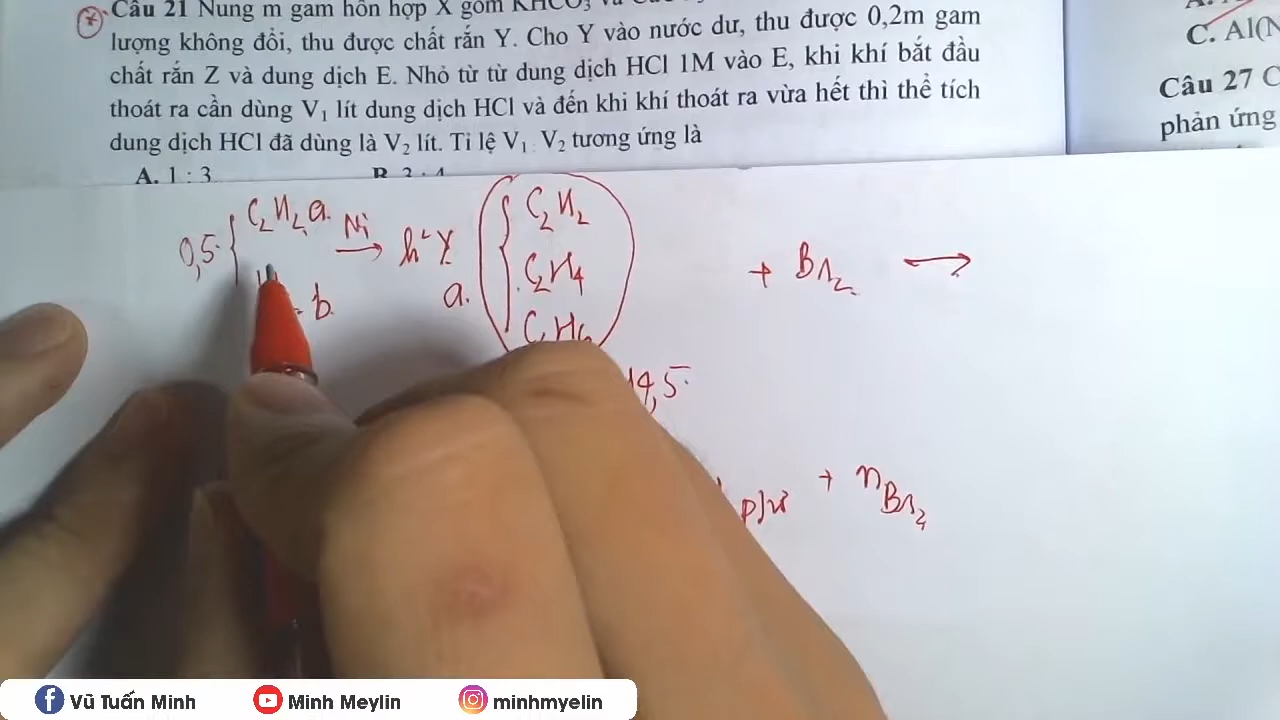 Câu 21 Nung m gam hỗn hợp X gồm KHCO₃
lượng không đổi, thu được chất rắn Y. Cho Y vào nước dư, thu được 0,2m gam
chất rắn Z và dung dịch E. Nhỏ từ từ dung dịch HCl 1M vào E, khi khí bắt đầu
thoát ra cần dùng V₁ lít dung dịch HCl và đến khi khí thoát ra vừa hết thì thể tích
dung dịch HCl đã dùng là V₂ lít. Tỉ lệ V₁ V₂ tương ứng là
A. 1 : 3
C. Al(N
Câu 27 C
phản ứng
0,5 C₂H₂ a Ni h² Y C₂H₂
C₂H₄ + Br₂
b a.
14,5
p/ư + nBr₂
Vũ Tuấn Minh Minh Meylin minhmyelin